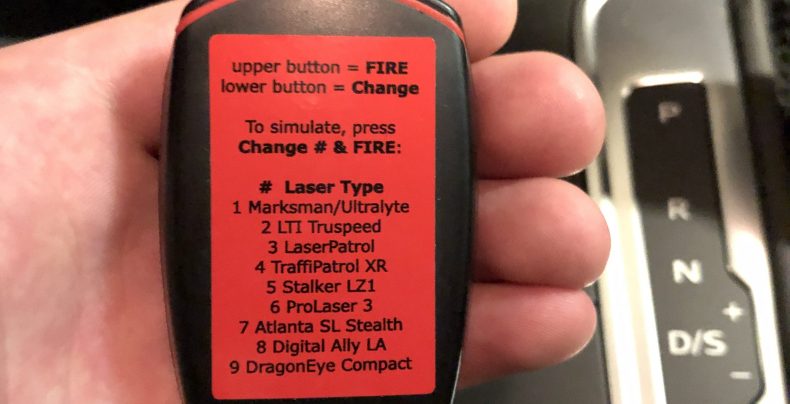 upper button = FIRE
lower button = Change
To simulate, press
Change # & FIRE:
# Laser Type
1 Marksman/Ultralyte
2 LTI Truspeed
3 LaserPatrol
4 TraffiPatrol XR
5 Stalker LZ1
6 ProLaser 3
7 Atlanta SL Stealth
8 Digital Ally LA
9 DragonEye Compact
P
R
N
+
D/S
−